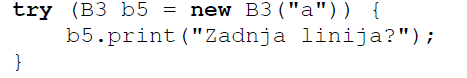 try (B3 b5 = new B3("a")) {
    b5.print("Zadnja linija?");
}